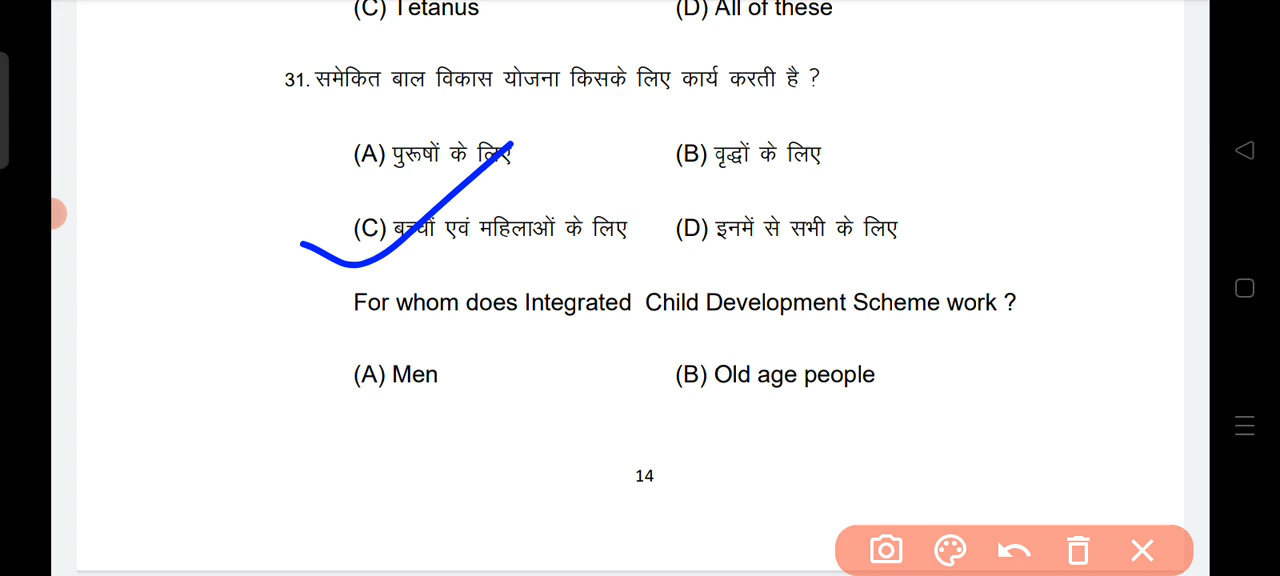 (C) Tetanus (D) All of these
31. समेकित बाल विकास योजना किसके लिए कार्य करती है ?
(A) पुरूषों के लिए (B) वृद्धों के लिए
(C) बच्चों एवं महिलाओं के लिए (D) इनमें से सभी के लिए
For whom does Integrated Child Development Scheme work ?
(A) Men (B) Old age people
14